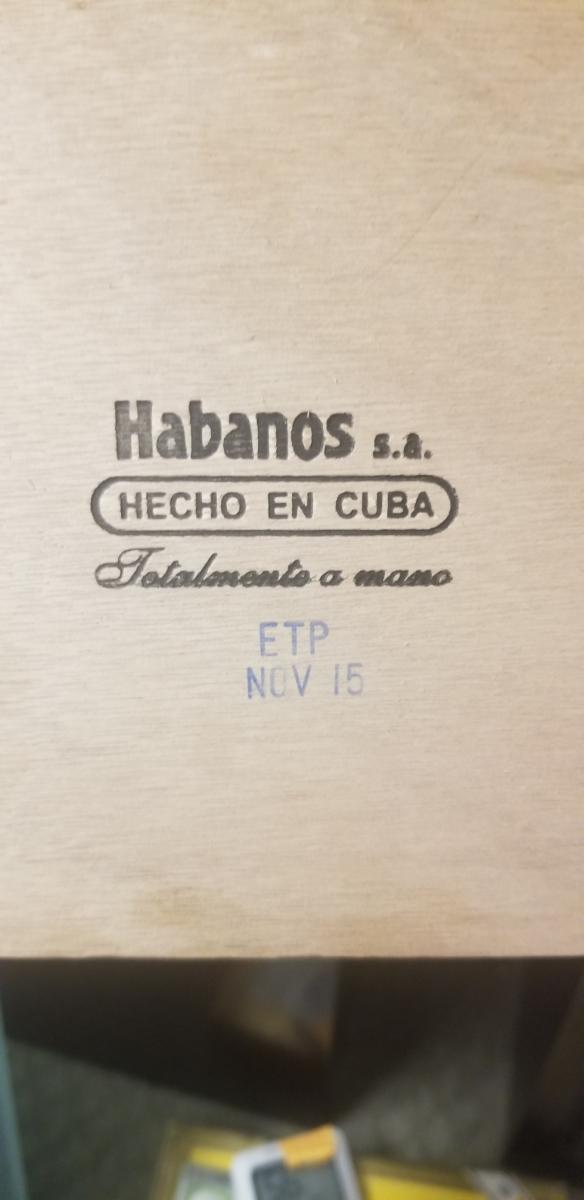 Habanos s.a.
HECHO EN CUBA
Totalmente a mano
ETP
NOV 15